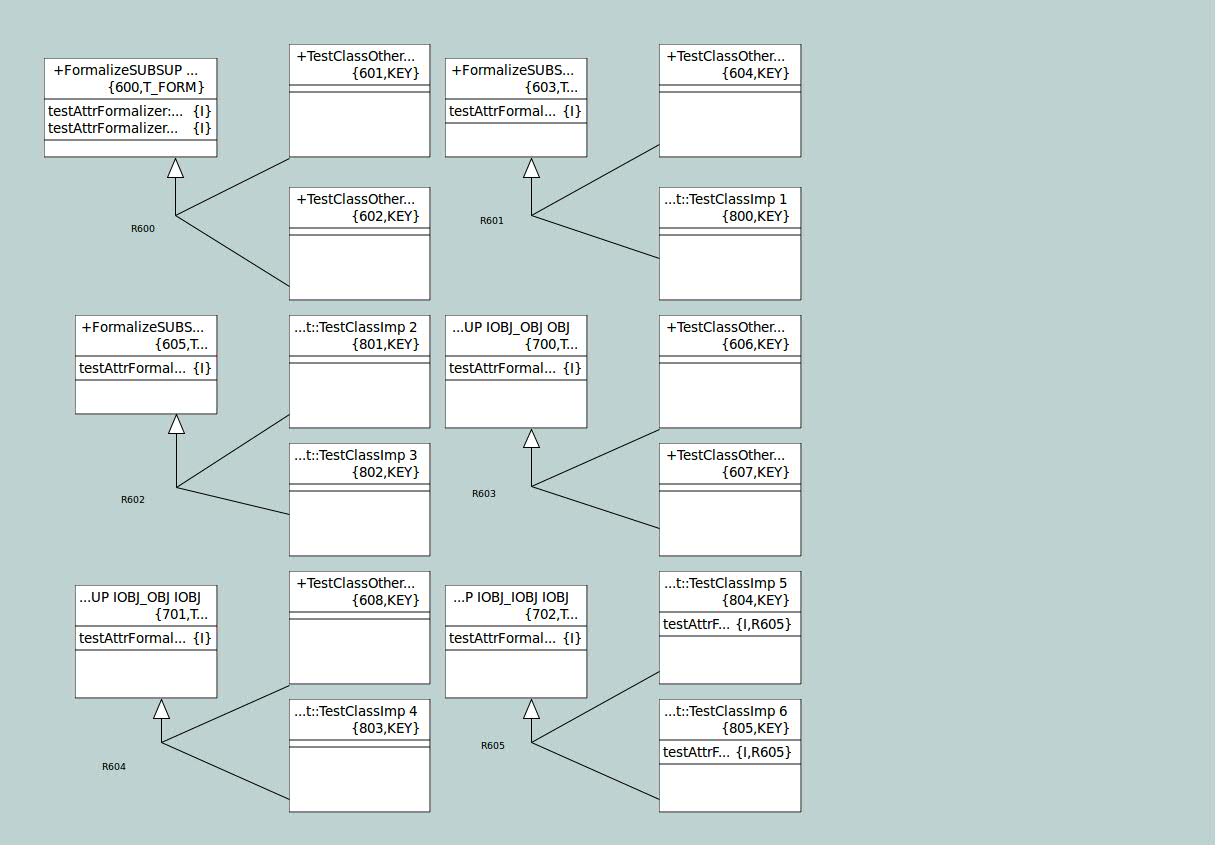 +FormalizeSUBSUP ...
{600,T_FORM}
testAttrFormalizer:... {I}
testAttrFormalizer... {I}
+TestClassOther...
{601,KEY}
+FormalizeSUBS...
{603,T...
testAttrFormal... {I}
+TestClassOther...
{604,KEY}
R600
+TestClassOther...
{602,KEY}
R601
...t::TestClassImp 1
{800,KEY}
+FormalizeSUBS...
{605,T...
testAttrFormal... {I}
...t::TestClassImp 2
{801,KEY}
...UP IOBJ_OBJ OBJ
{700,T...
testAttrFormal... {I}
+TestClassOther...
{606,KEY}
R602
...t::TestClassImp 3
{802,KEY}
R603
+TestClassOther...
{607,KEY}
...UP IOBJ_OBJ IOBJ
{701,T...
testAttrFormal... {I}
+TestClassOther...
{608,KEY}
...P IOBJ_IOBJ IOBJ
{702,T...
testAttrFormal... {I}
...t::TestClassImp 5
{804,KEY}
testAttrF... {I,R605}
R604
...t::TestClassImp 4
{803,KEY}
R605
...t::TestClassImp 6
{805,KEY}
testAttrF... {I,R605}